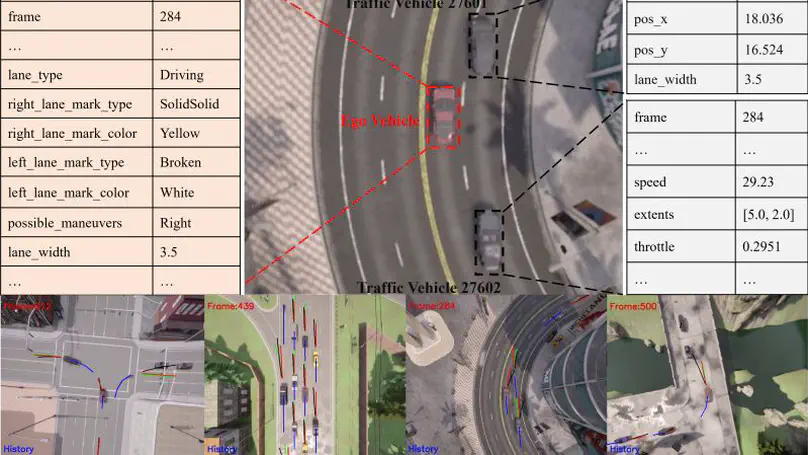 frame 284
… …
lane_type Driving
right_lane_mark_type SolidSolid
right_lane_mark_color Yellow
left_lane_mark_type Broken
left_lane_mark_color White
possible_maneuvers Right
lane_width 3.5
… …
Traffic Vehicle 27601
Ego Vehicle
Traffic Vehicle 27602
pos_x 18.036
pos_y 16.524
lane_width 3.5
frame 284
… …
speed 29.23
extents [5.0, 2.0]
throttle 0.2951
… …
History
Frame:439
History
Frame:284
History
Frame:500
History